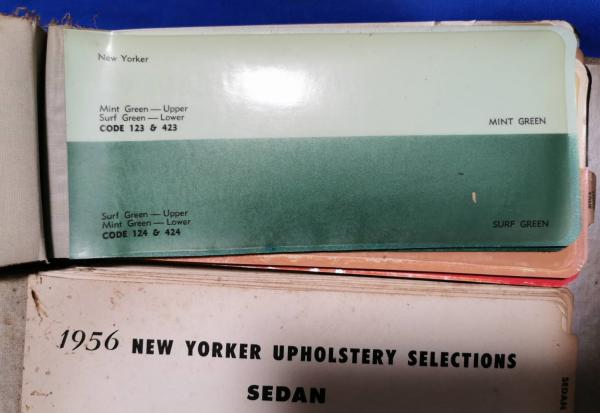 New Yorker
Mint Green — Upper
Surf Green — Lower
CODE 123 & 423
MINT GREEN
Surf Green — Upper
Mint Green — Lower
CODE 124 & 424
SURF GREEN
1956 NEW YORKER UPHOLSTERY SELECTIONS
SEDAN
SEDAN